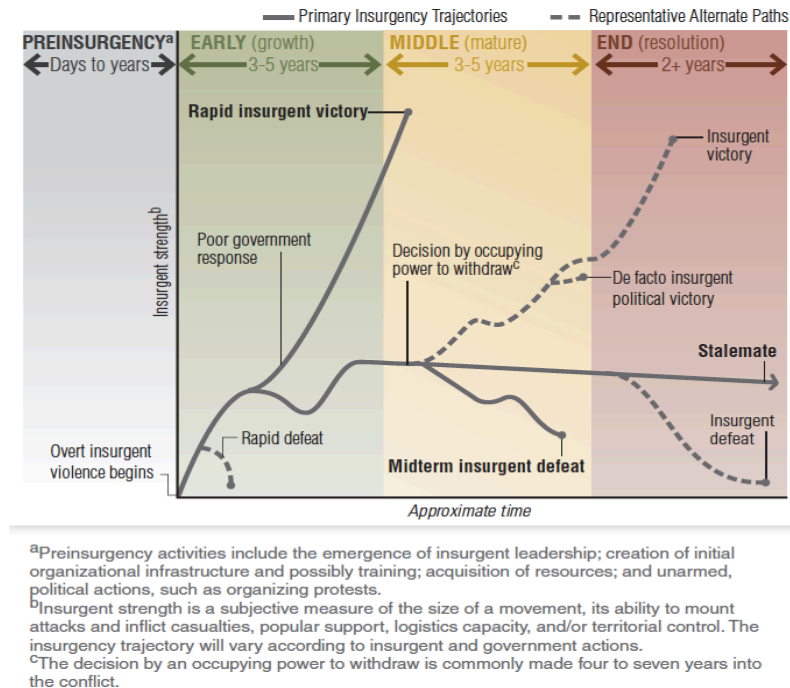 Primary Insurgency Trajectories
Representative Alternate Paths
PREINSURGENCYa
Days to years
EARLY (growth)
3-5 years
MIDDLE (mature)
3-5 years
END (resolution)
2+ years
Rapid insurgent victory
Insurgent
victory
Insurgent strengthb
Poor government
response
Decision by occupying
power to withdrawc
De facto insurgent
political victory
Stalemate
Rapid defeat
Overt insurgent
violence begins
Midterm insurgent defeat
Insurgent
defeat
Approximate time
aPreinsurgency activities include the emergence of insurgent leadership; creation of initial
organizational infrastructure and possibly training; acquisition of resources; and unarmed,
political actions, such as organizing protests.
bInsurgent strength is a subjective measure of the size of a movement, its ability to mount
attacks and inflict casualties, popular support, logistics capacity, and/or territorial control. The
insurgency trajectory will vary according to insurgent and government actions.
cThe decision by an occupying power to withdraw is commonly made four to seven years into
the conflict.